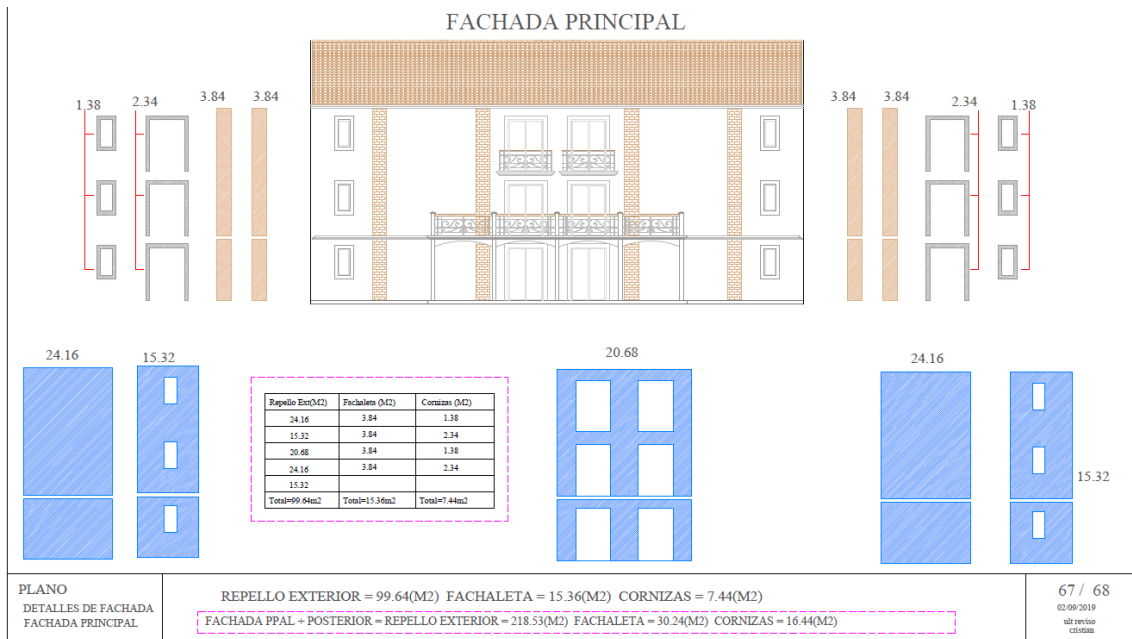 FACHADA PRINCIPAL
1.38
2.34
3.84
3.84
3.84
3.84
2.34
1.38
24.16
15.32
20.68
24.16
15.32
Repello Ext(M2) Fachaleta (M2) Cornizas (M2)
24.16 3.84 1.38
15.32 3.84 2.34
20.68 3.84 1.38
24.16 3.84 2.34
15.32
Total=99.64m2 Total=15.36m2 Total=7.44m2
PLANO
DETALLES DE FACHADA
FACHADA PRINCIPAL
REPELLO EXTERIOR = 99.64(M2) FACHALETA = 15.36(M2) CORNIZAS = 7.44(M2)
FACHADA PPAL + POSTERIOR = REPELLO EXTERIOR = 218.53(M2) FACHALETA = 30.24(M2) CORNIZAS = 16.44(M2)
67 / 68
02/09/2019
ult reviso
cristian